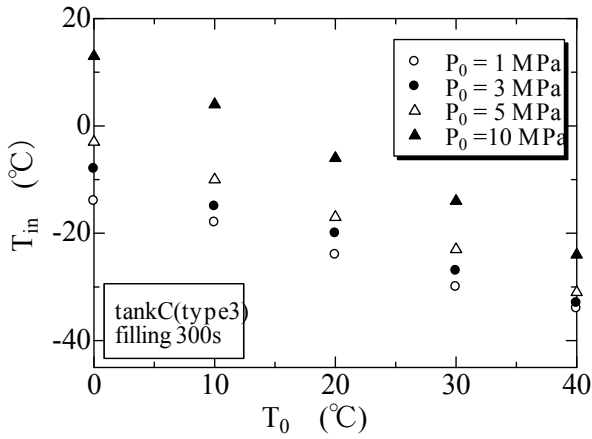 20
0
-20
-40
T_in (℃)
P_0 = 1 MPa
P_0 = 3 MPa
P_0 = 5 MPa
P_0 =10 MPa
tankC(type3)
filling 300s
0 10 20 30 40
T_0 (℃)